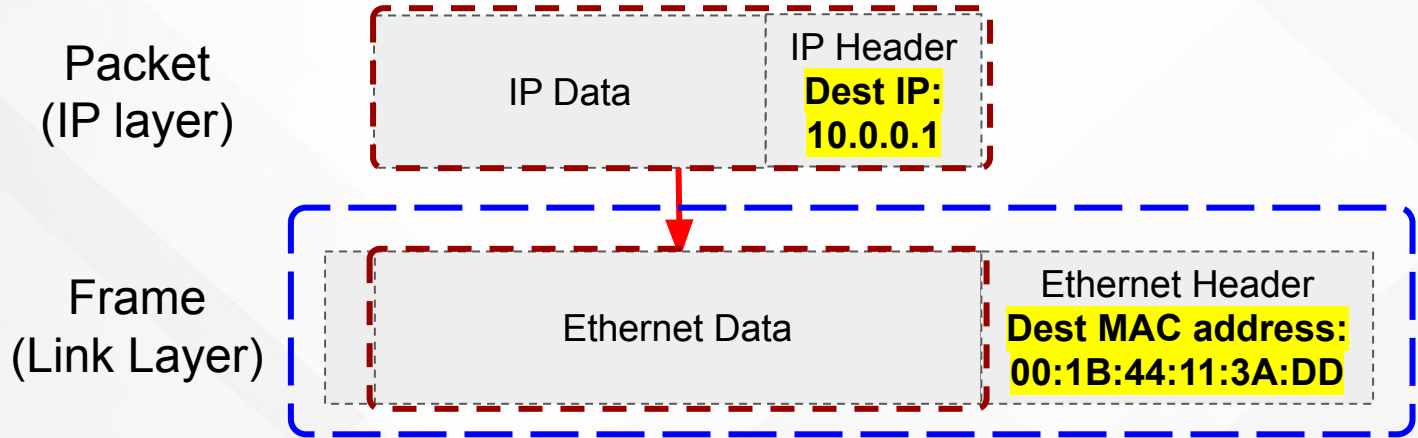 Packet
(IP layer)
IP Data
IP Header
Dest IP:
10.0.0.1
Frame
(Link Layer)
Ethernet Data
Ethernet Header
Dest MAC address:
00:1B:44:11:3A:DD